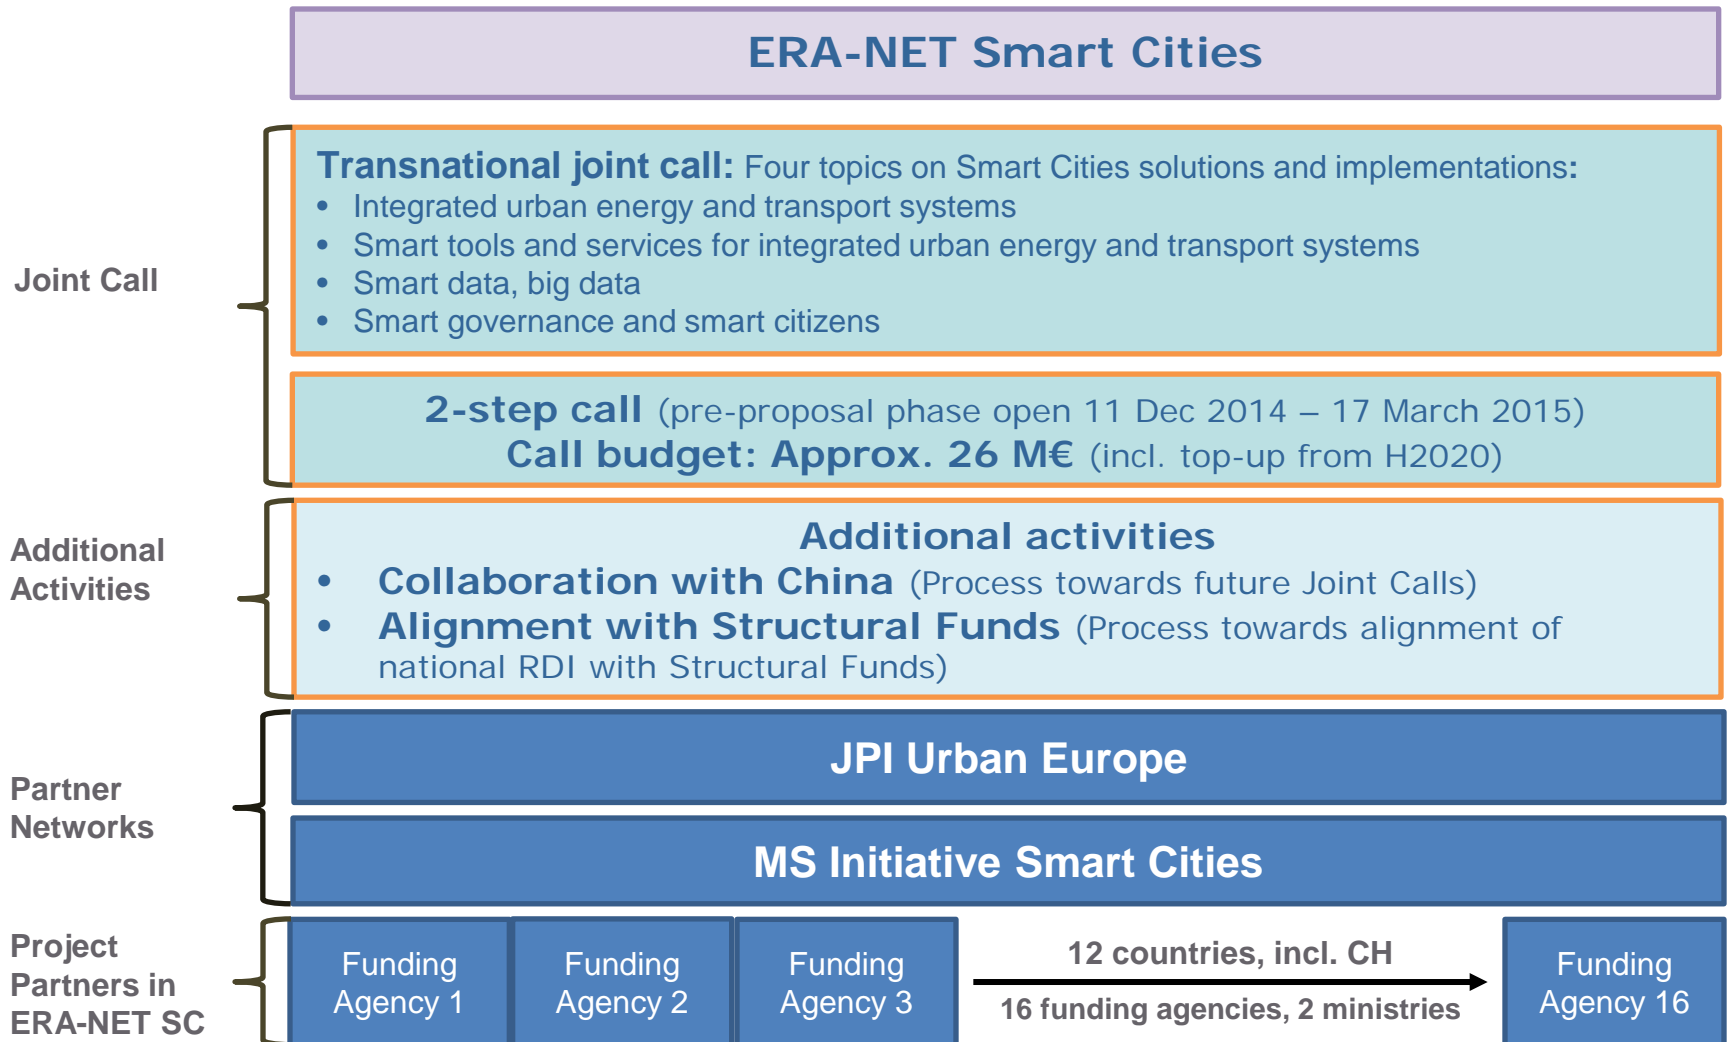 ERA-NET Smart Cities
Joint Call
Transnational joint call: Four topics on Smart Cities solutions and implementations:
• Integrated urban energy and transport systems
• Smart tools and services for integrated urban energy and transport systems
• Smart data, big data
• Smart governance and smart citizens
2-step call (pre-proposal phase open 11 Dec 2014 – 17 March 2015)
Call budget: Approx. 26 M€ (incl. top-up from H2020)
Additional
Activities
Additional activities
• Collaboration with China (Process towards future Joint Calls)
• Alignment with Structural Funds (Process towards alignment of
national RDI with Structural Funds)
Partner
Networks
JPI Urban Europe
MS Initiative Smart Cities
Project
Partners in
ERA-NET SC
Funding
Agency 1
Funding
Agency 2
Funding
Agency 3
12 countries, incl. CH
16 funding agencies, 2 ministries
Funding
Agency 16